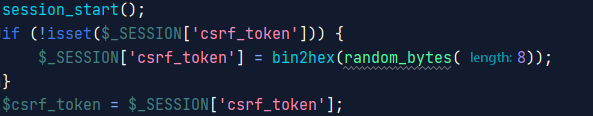 session_start();
if (!isset($_SESSION['csrf_token'])) {
    $_SESSION['csrf_token'] = bin2hex(random_bytes( length: 8));
}
$csrf_token = $_SESSION['csrf_token'];